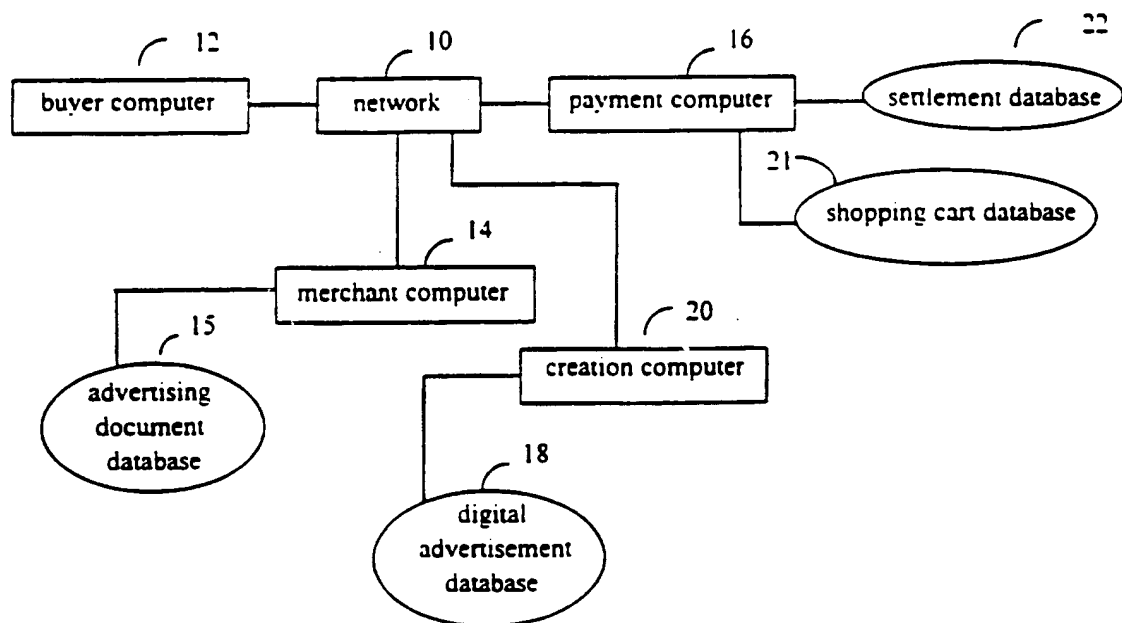 12
10
16
22
buyer computer
network
payment computer
settlement database
21
shopping cart database
14
merchant computer
15
20
advertising
document
database
creation computer
18
digital
advertisement
database